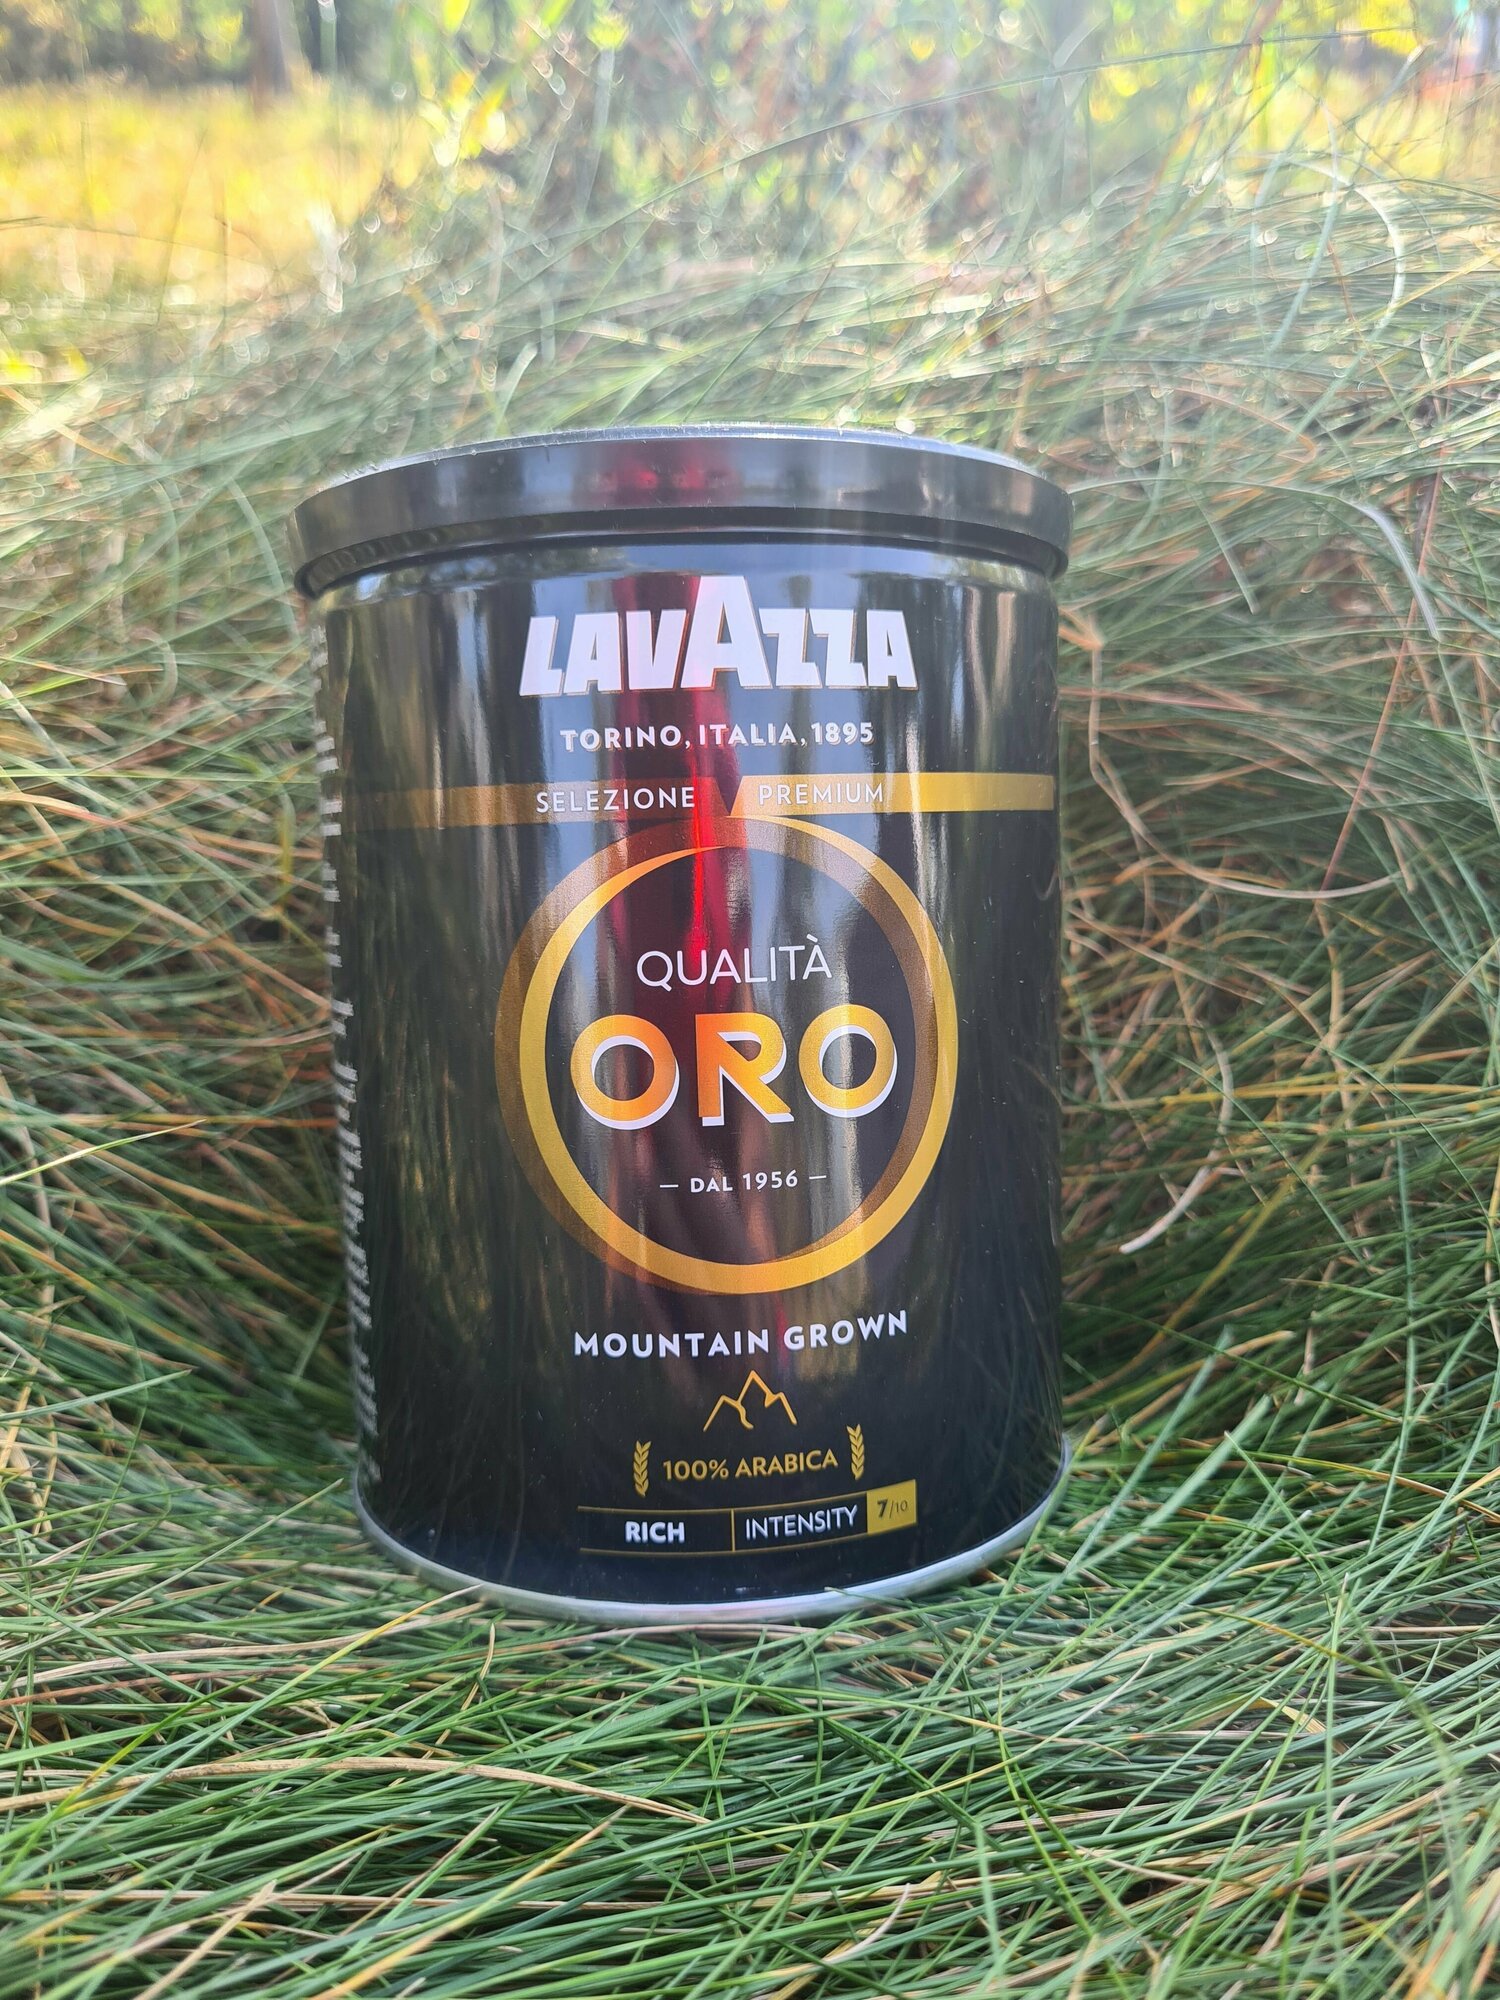 LAVAZZA
TORINO, ITALIA, 1895
SELEZIONE PREMIUM
QUALITÀ
ORO
— DAL 1956 —
MOUNTAIN GROWN
100% ARABICA
RICH INTENSITY 7/10